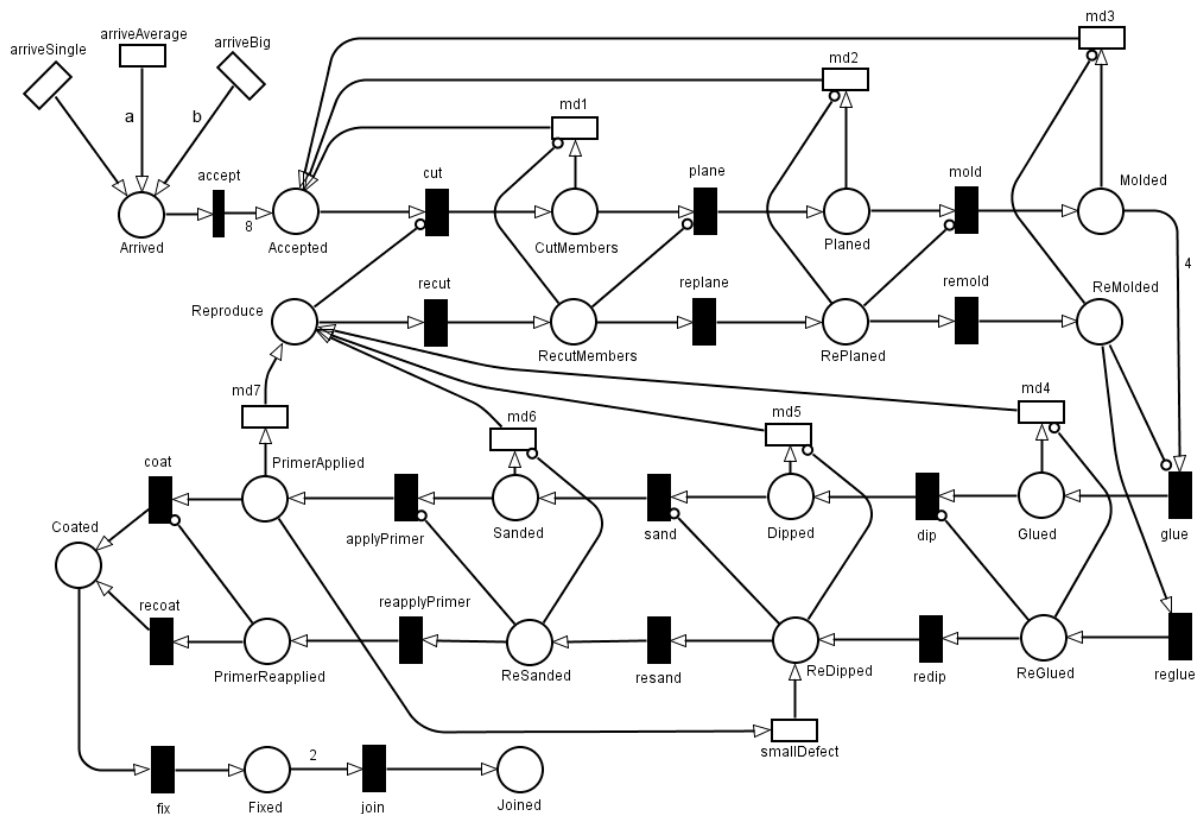 md3
arriveAverage
arriveSingle
arriveBig
md2
a
b
md1
accept
cut
plane
mold
Molded
8
Arrived
Accepted
CutMembers
Planed
4
Reproduce
recut
replane
remold
ReMolded
RecutMembers
RePlaned
md7
md6
md5
md4
coat
PrimerApplied
Coated
applyPrimer
Sanded
sand
Dipped
dip
Glued
glue
recoat
reapplyPrimer
PrimerReapplied
ReSanded
resand
ReDipped
redip
ReGlued
reglue
smallDefect
2
fix
Fixed
join
Joined